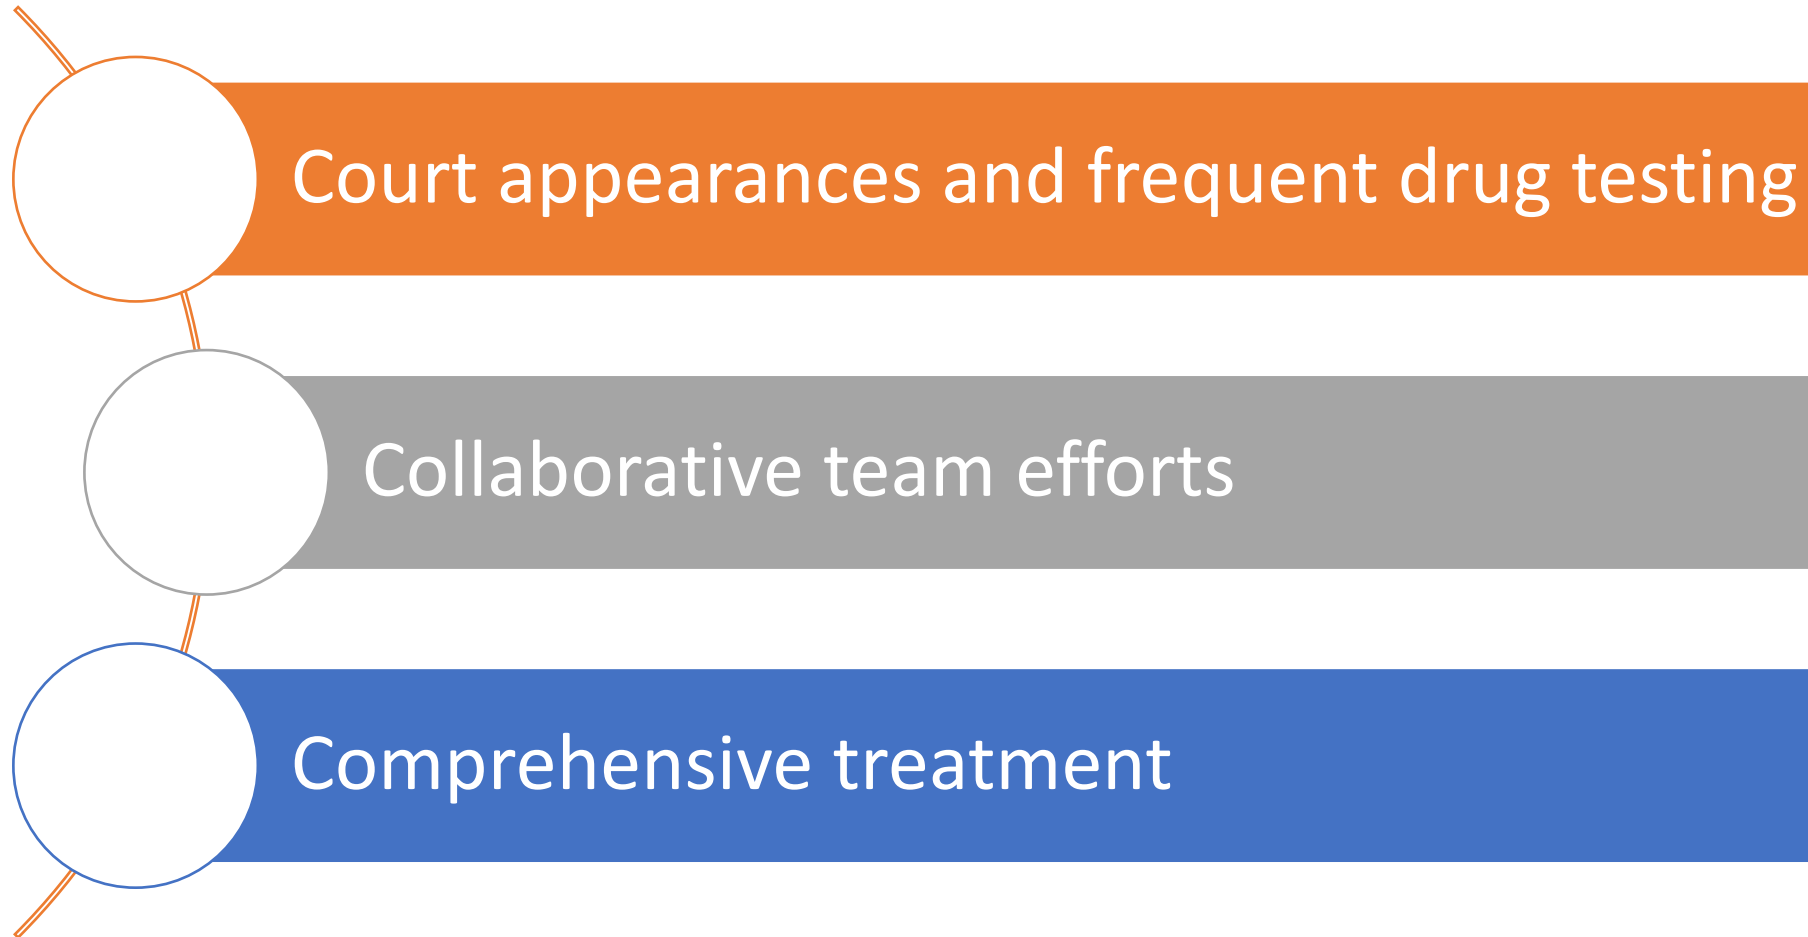 Court appearances and frequent drug testing
Collaborative team efforts
Comprehensive treatment